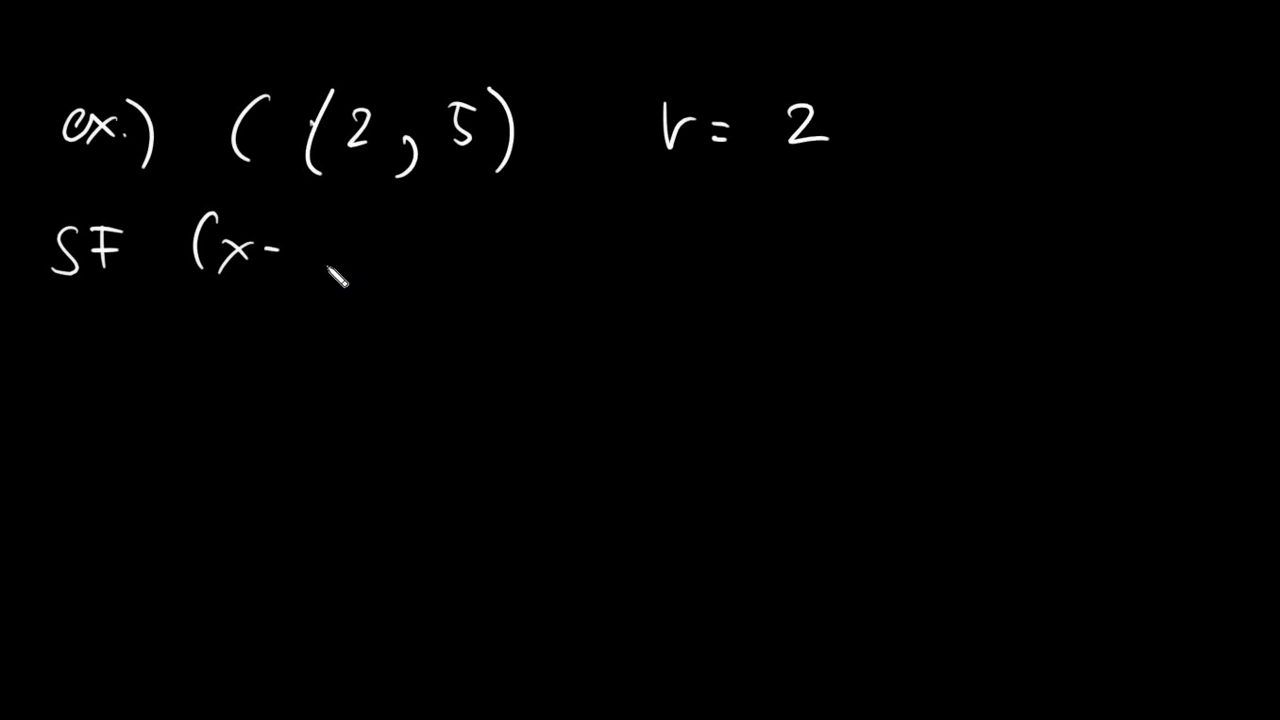 ex.) C (2, 5) r = 2
SF (x -